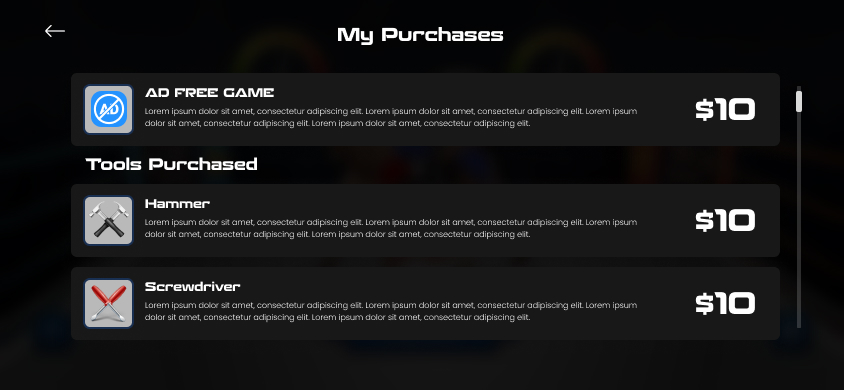 My Purchases
AD FREE GAME
AD
Lorem ipsum dolor sit amet, consectetur adipiscing elit. Lorem ipsum dolor sit amet, consectetur adipiscing elit. Lorem ipsum
dolor sit amet, consectetur adipiscing elit. Lorem ipsum dolor sit amet, consectetur adipiscing elit.
$10
Tools Purchased
Hammer
Lorem ipsum dolor sit amet, consectetur adipiscing elit. Lorem ipsum dolor sit amet, consectetur adipiscing elit. Lorem ipsum
dolor sit amet, consectetur adipiscing elit. Lorem ipsum dolor sit amet, consectetur adipiscing elit.
$10
Screwdriver
Lorem ipsum dolor sit amet, consectetur adipiscing elit. Lorem ipsum dolor sit amet, consectetur adipiscing elit. Lorem ipsum
dolor sit amet, consectetur adipiscing elit. Lorem ipsum dolor sit amet, consectetur adipiscing elit.
$10